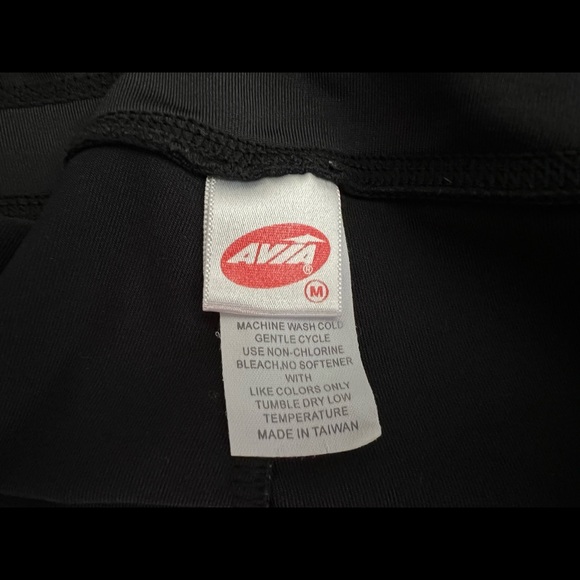 AVIA®
M
MACHINE WASH COLD
GENTLE CYCLE
USE NON-CHLORINE
BLEACH,NO SOFTENER
WITH
LIKE COLORS ONLY
TUMBLE DRY LOW
TEMPERATURE
MADE IN TAIWAN